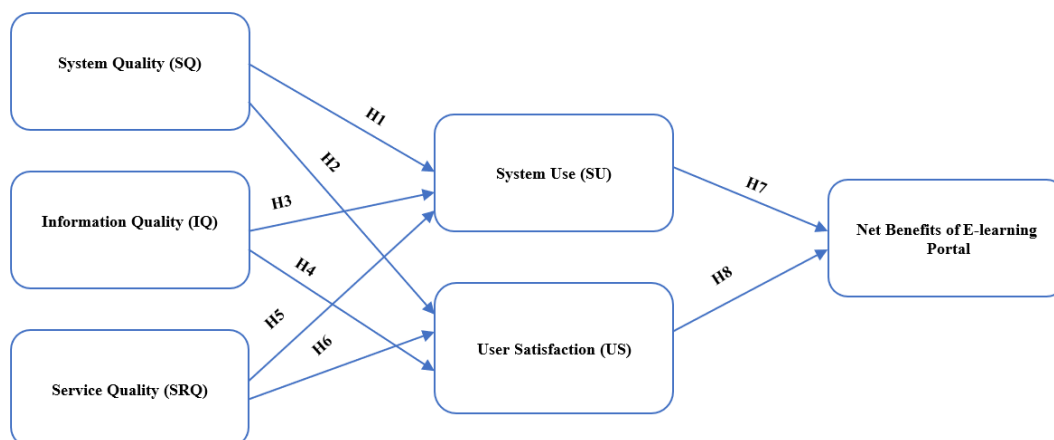 System Quality (SQ)
H1
H2
System Use (SU)
H7
Information Quality (IQ)
H3
Net Benefits of E-learning
Portal
H4
H8
H5
H6
User Satisfaction (US)
Service Quality (SRQ)